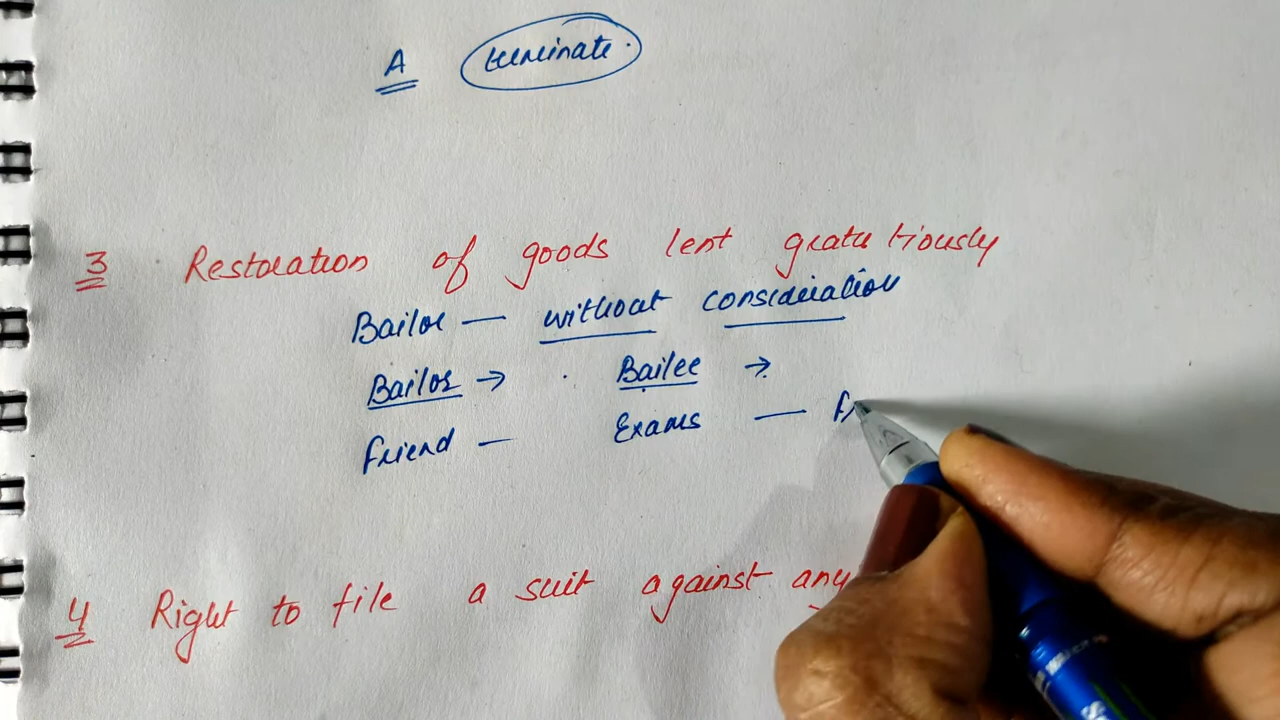 A terminate.
3 Restoration of goods lent gratuitiously
Bailor — without consideration
Bailor → . Bailee →
friend — Exams —
4 Right to file a suit against any